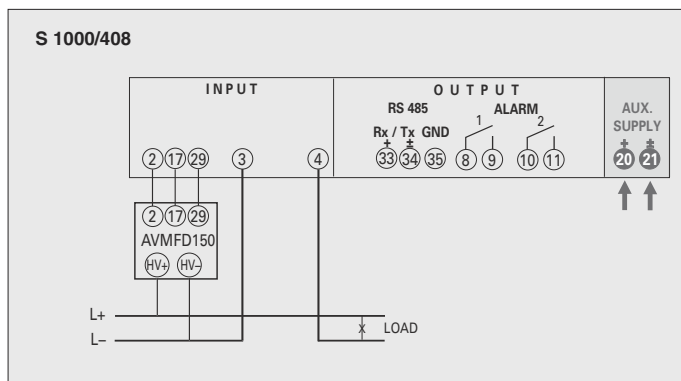 S 1000/408
INPUT
OUTPUT
RS 485 ALARM
AUX.
SUPPLY
1 2
Rx / Tx GND
+ ± + ±
2 17 29 3 4 33 34 35 8 9 10 11 20 21
2 17 29
AVMFD150
HV+ HV–
L+
x LOAD
L–